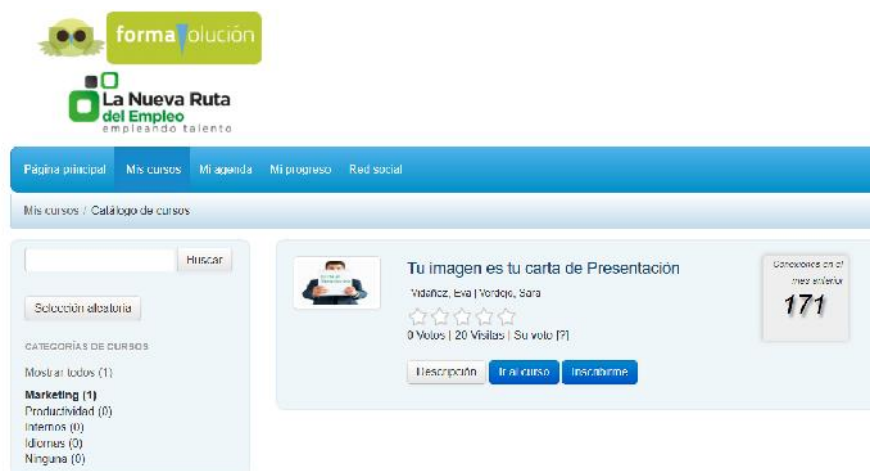 forma olución
La Nueva Ruta
del Empleo
empleando talento
Página principal Mis cursos Mi agenda Mi progreso Red social
Mis cursos / Catálogo de cursos
Buscar
Selección aleatoria
CATEGORÍAS DE CURSOS
Mostrar todos (1)
Marketing (1)
Productividad (0)
Internos (0)
Idiomas (0)
Ninguna (0)
Tu imagen es tu carta de Presentación
Vidañez, Eva | Verdejo, Sara
0 Votos | 20 Visitas | Su voto [?]
Descripción Ir al curso Inscribirme
Conexiones en el
mes anterior
171